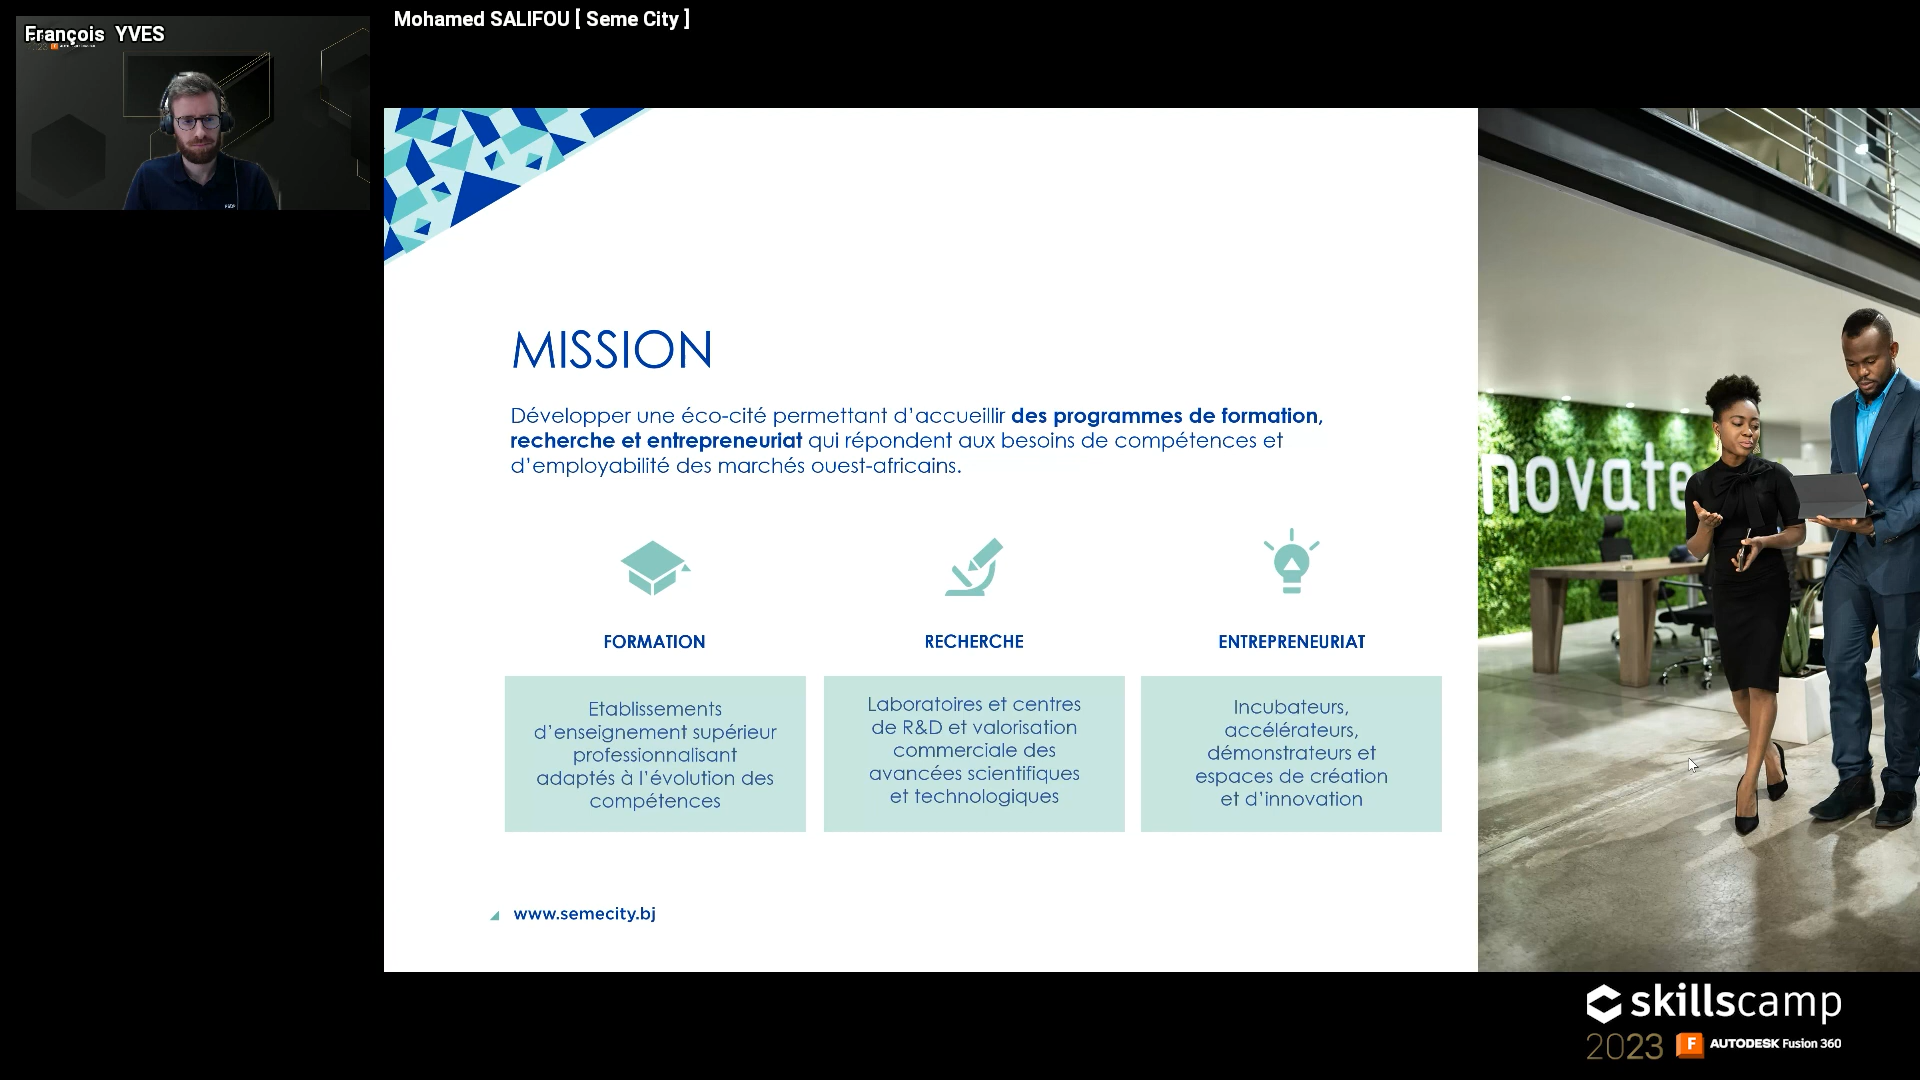 François YVES
Mohamed SALIFOU [ Seme City ]
MISSION
Développer une éco-cité permettant d’accueillir des programmes de formation,
recherche et entrepreneuriat qui répondent aux besoins de compétences et
d’employabilité des marchés ouest-africains.
FORMATION
Etablissements
d’enseignement supérieur
professionnalisant
adaptés à l’évolution des
compétences
RECHERCHE
Laboratoires et centres
de R&D et valorisation
commerciale des
avancées scientifiques
et technologiques
ENTREPRENEURIAT
Incubateurs,
accélérateurs,
démonstrateurs et
espaces de création
et d’innovation
novate
www.semecity.bj
skillscamp
2023 F AUTODESK Fusion 360